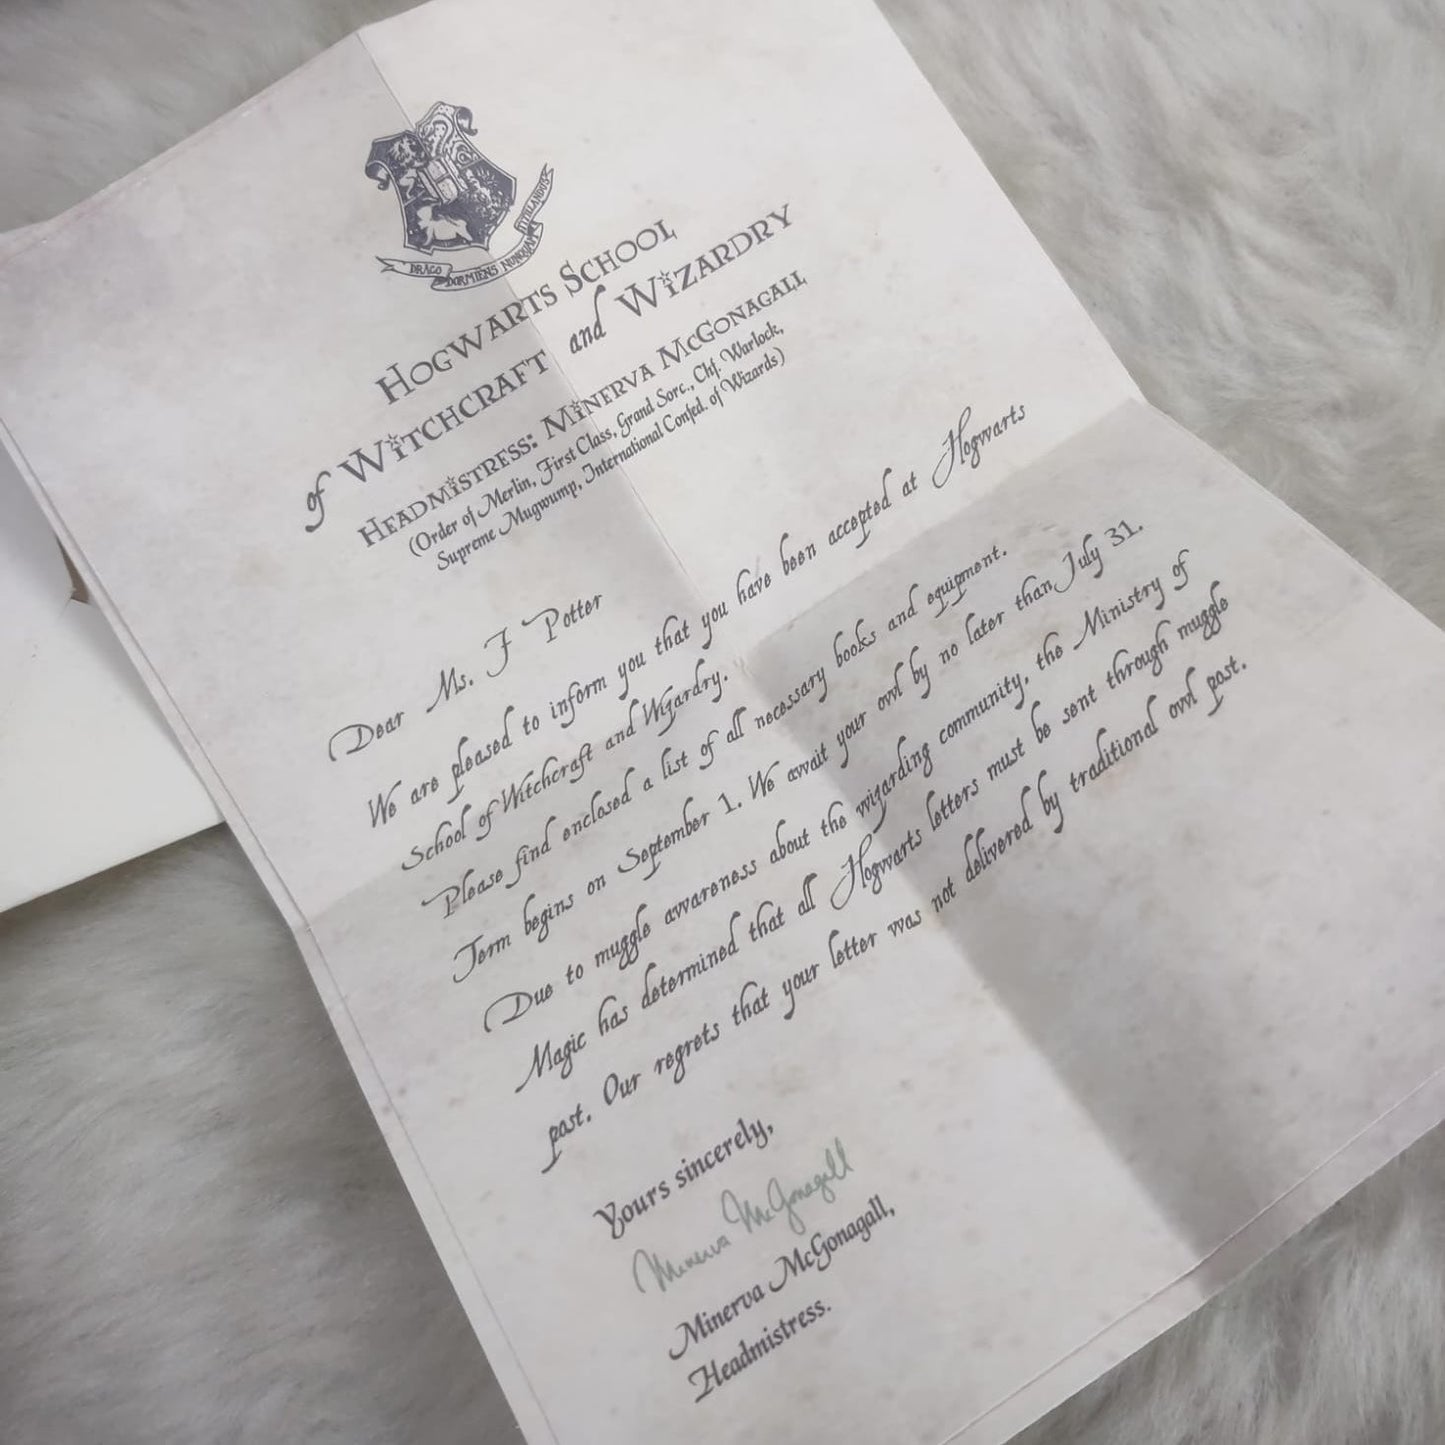 DRACO DORMIENS NUNQUAM TITILLANDUS
HOGWARTS SCHOOL
of WITCHCRAFT and WIZARDRY
HEADMISTRESS: MINERVA McGONAGALL
(Order of Merlin, First Class, Grand Sorc., Chf. Warlock,
Supreme Mugwump, International Confed. of Wizards)
Dear Ms. F Potter
We are pleased to inform you that you have been accepted at Hogwarts
School of Witchcraft and Wizardry.
Please find enclosed a list of all necessary books and equipment.
Term begins on September 1. We await your owl by no later than July 31.
Due to muggle awareness about the wizarding community, the Ministry of
Magic has determined that all Hogwarts letters must be sent through muggle
post. Our regrets that your letter was not delivered by traditional owl post.
Yours sincerely,
Minerva McGonagall
Minerva McGonagall,
Headmistress.